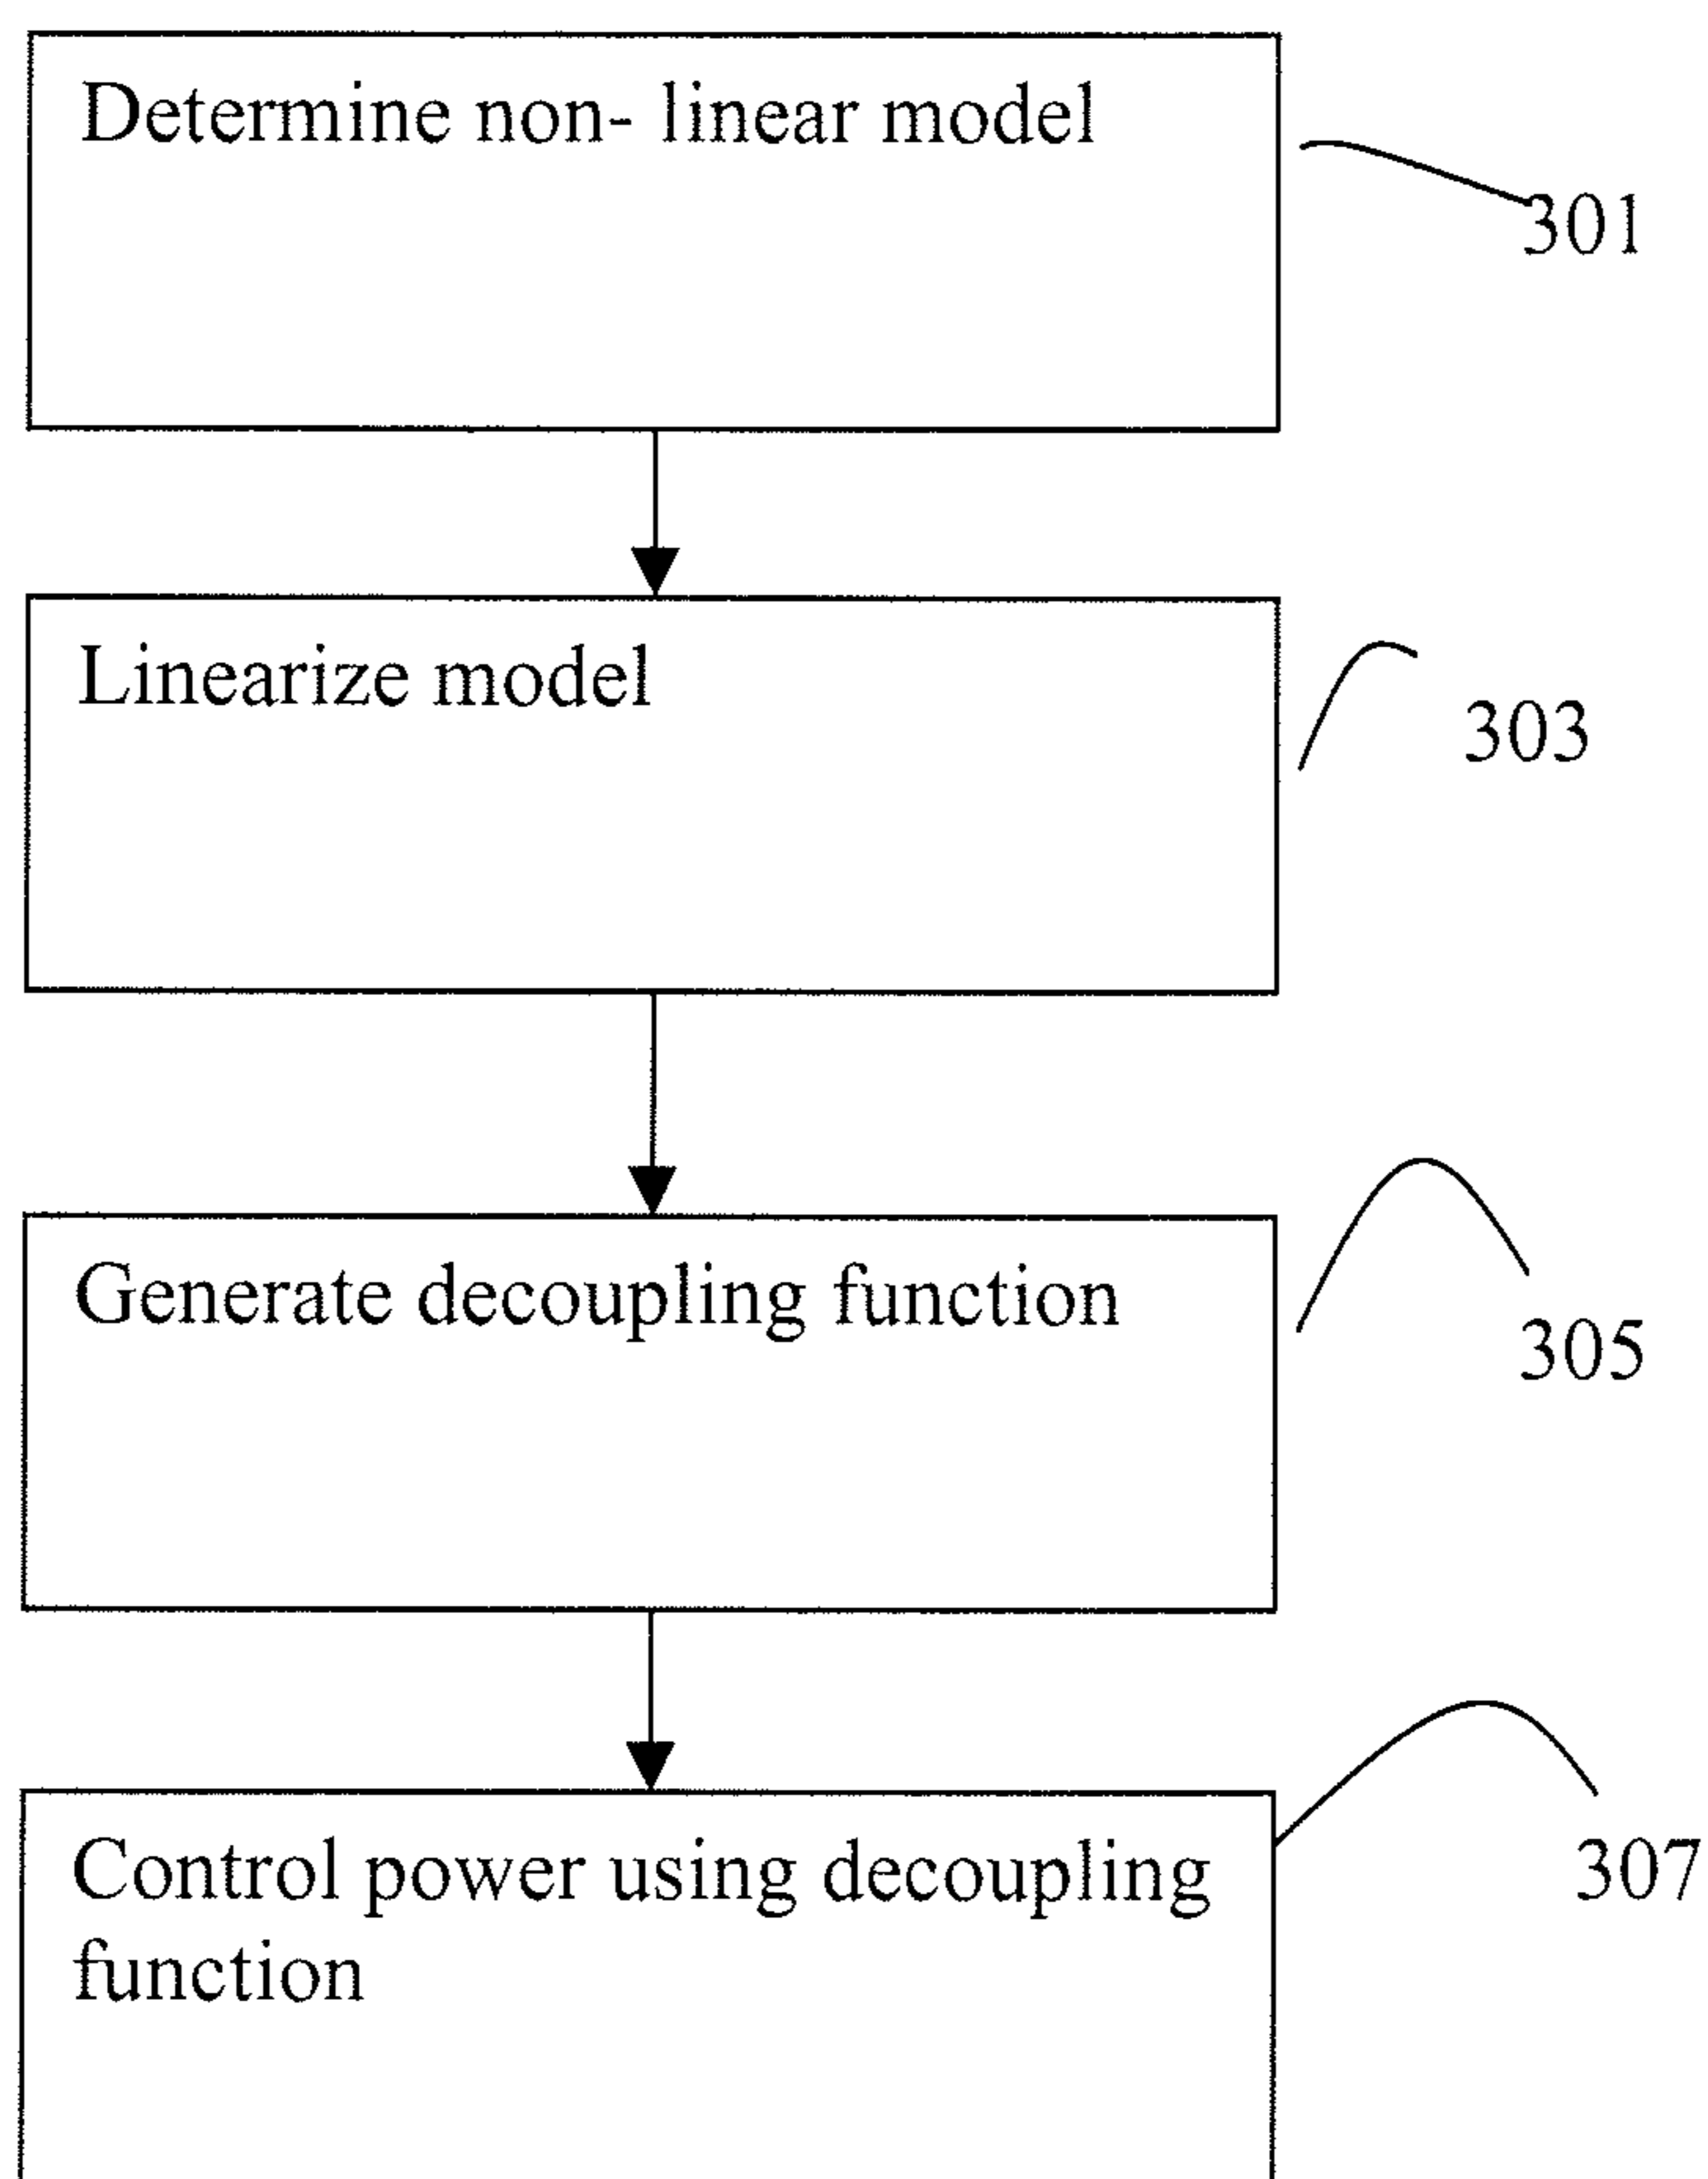 Determine non- linear model
301
Linearize model
303
Generate decoupling function
305
Control power using decoupling
function
307